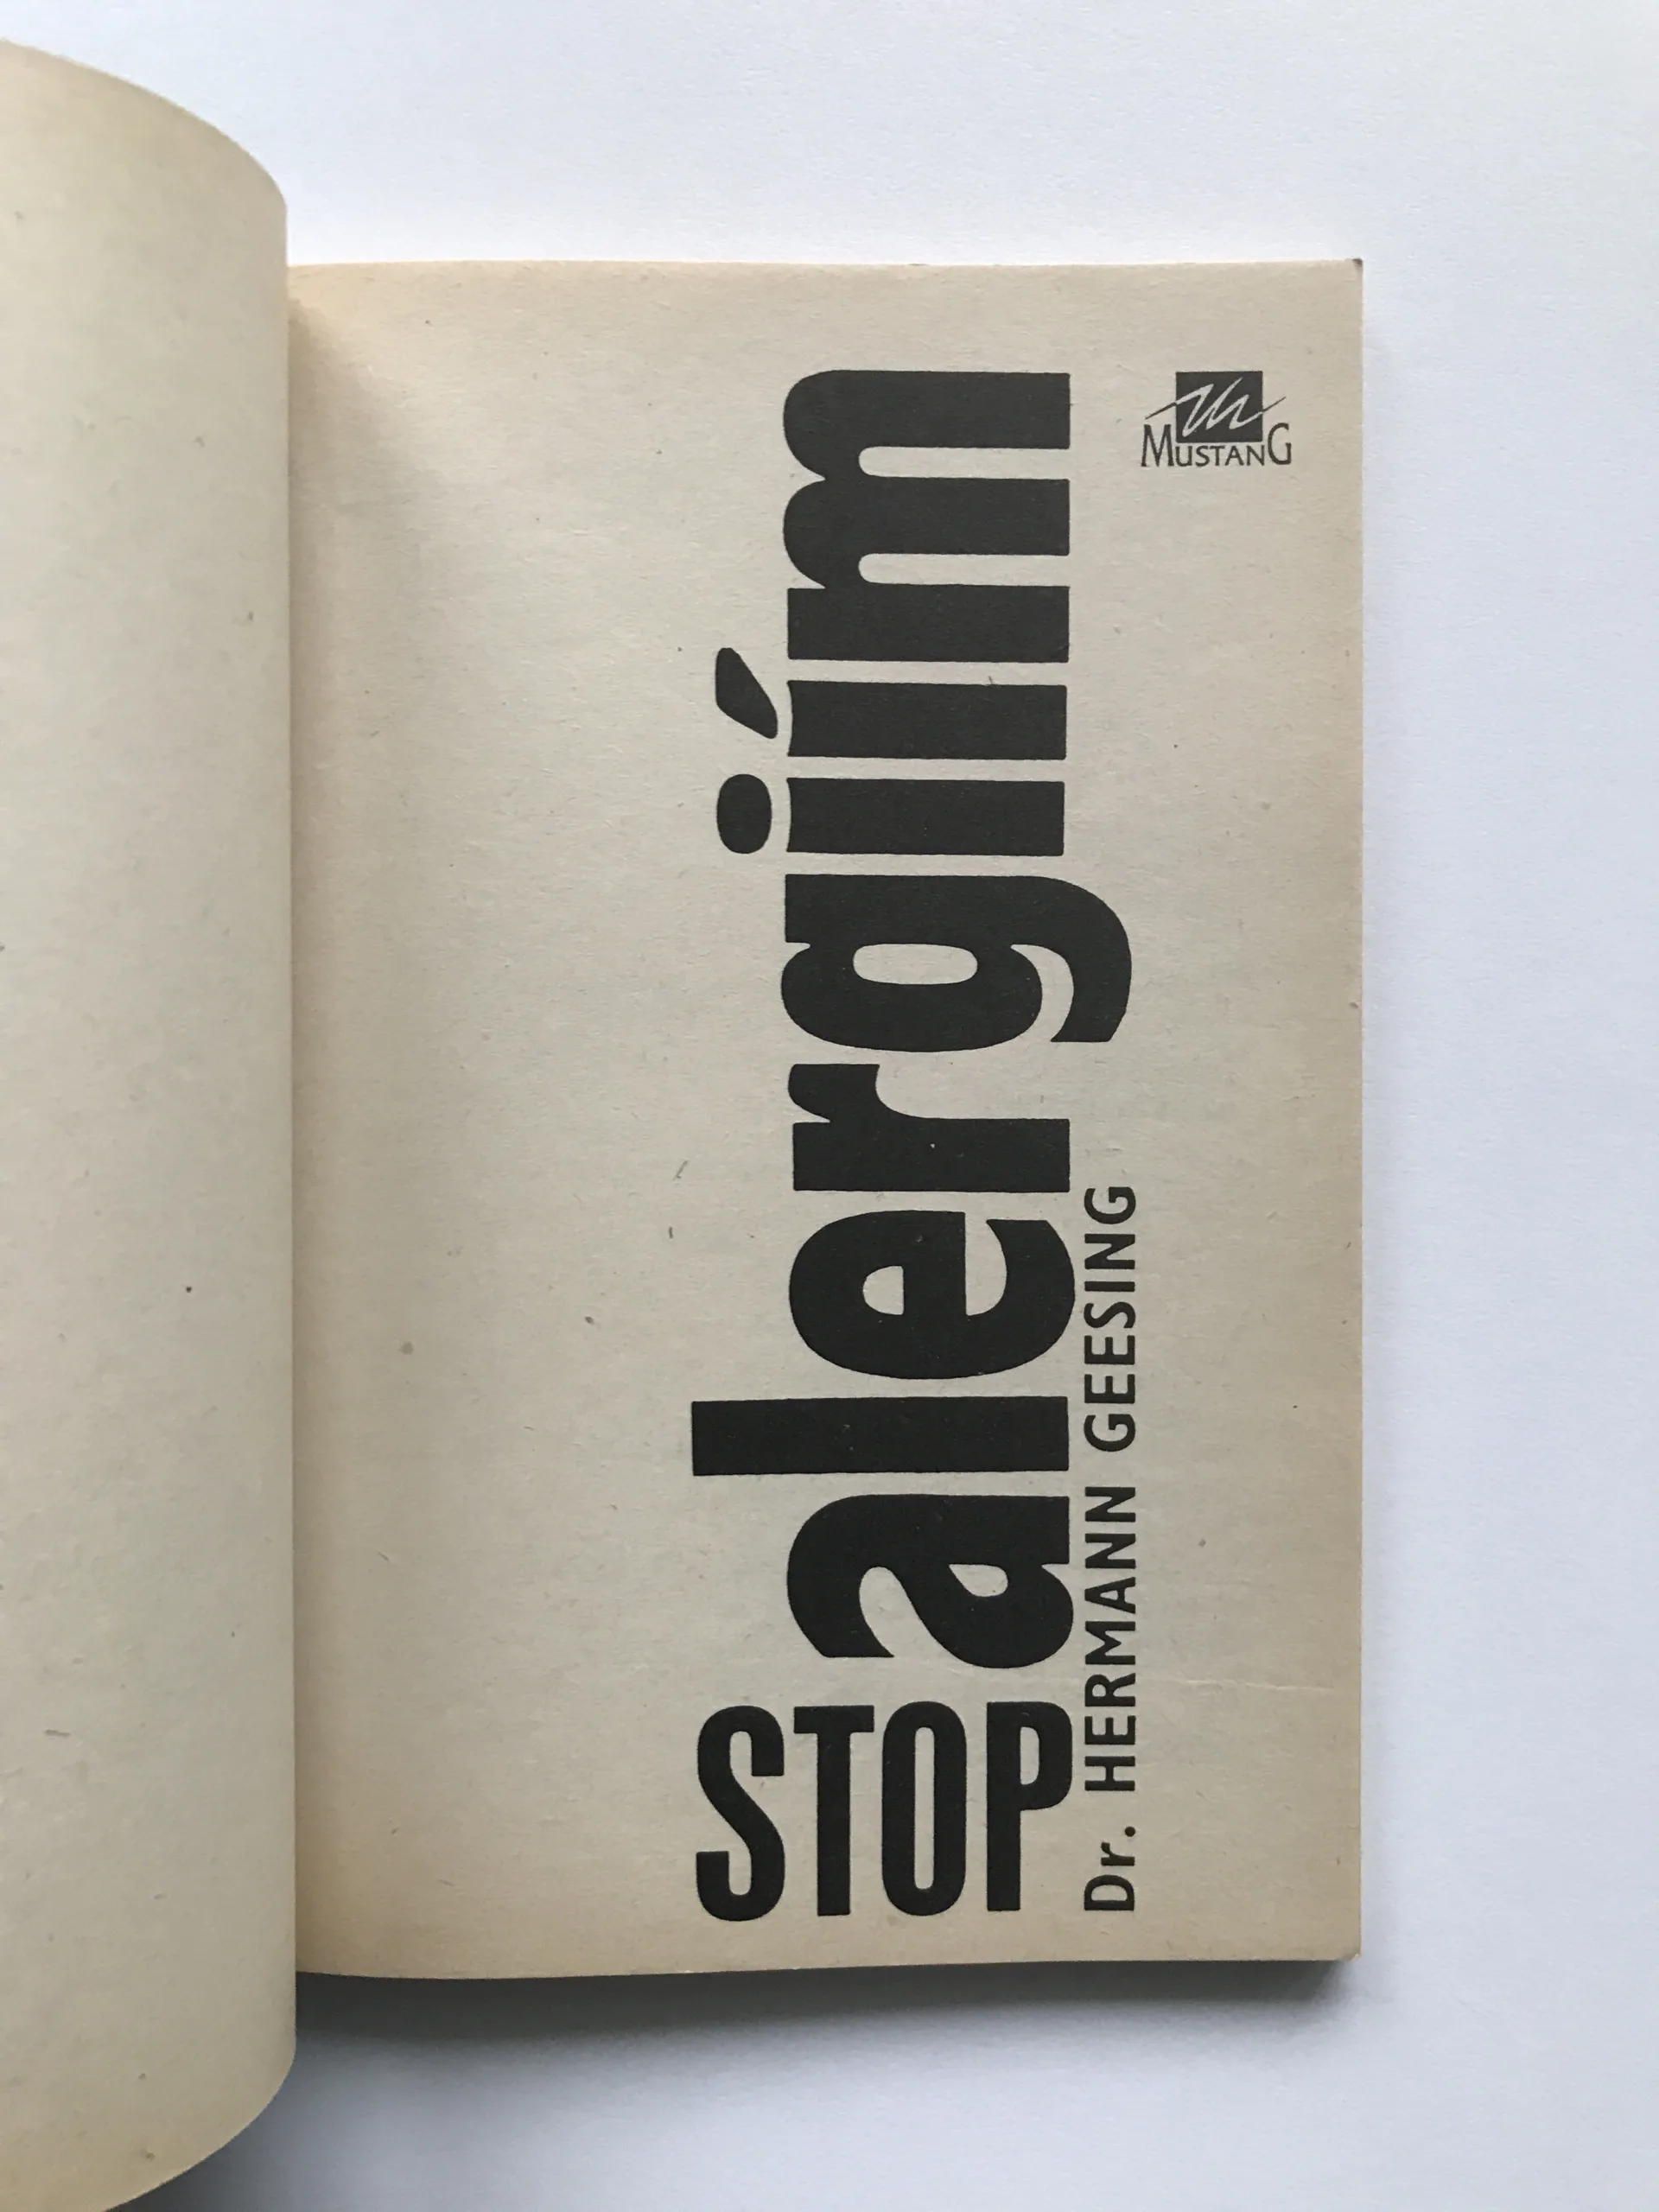 STOP alergiím
Dr. HERMANN GEESING
MUSTANG